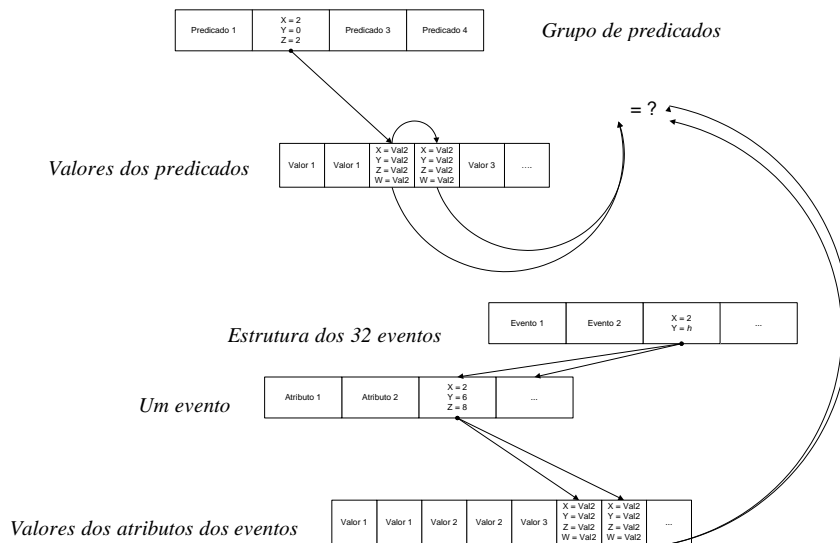 Predicado 1
X = 2
Y = 0
Z = 2
Predicado 3
Predicado 4
Grupo de predicados
= ?
Valores dos predicados
Valor 1
Valor 1
X = Val2
Y = Val2
Z = Val2
W = Val2
X = Val2
Y = Val2
Z = Val2
W = Val2
Valor 3
....
Estrutura dos 32 eventos
Evento 1
Evento 2
X = 2
Y = h
...
Um evento
Atributo 1
Atributo 2
X = 2
Y = 6
Z = 8
...
Valores dos atributos dos eventos
Valor 1
Valor 1
Valor 2
Valor 2
Valor 3
X = Val2
Y = Val2
Z = Val2
W = Val2
X = Val2
Y = Val2
Z = Val2
W = Val2
...